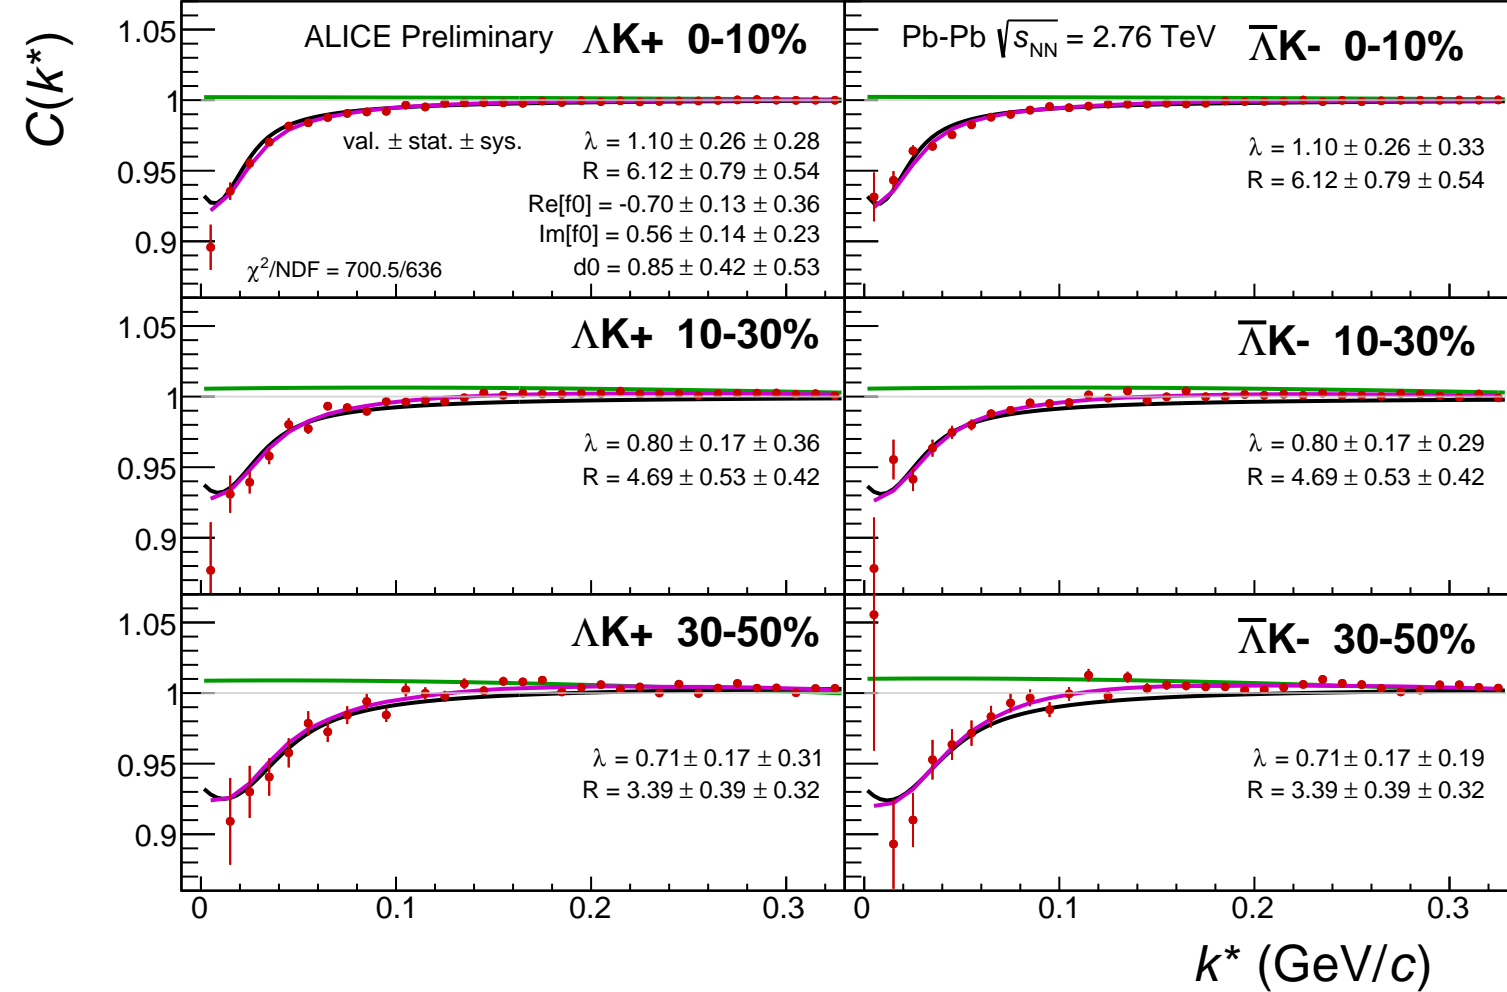 C(k*)
ALICE Preliminary ΛK+ 0-10%
1.05
1
0.95
0.9
val. ± stat. ± sys.
λ = 1.10 ± 0.26 ± 0.28
R = 6.12 ± 0.79 ± 0.54
Re[f0] = -0.70 ± 0.13 ± 0.36
Im[f0] = 0.56 ± 0.14 ± 0.23
d0 = 0.85 ± 0.42 ± 0.53
χ²/NDF = 700.5/636
Pb-Pb √sNN = 2.76 TeV Λ̅K- 0-10%
λ = 1.10 ± 0.26 ± 0.33
R = 6.12 ± 0.79 ± 0.54
ΛK+ 10-30%
1.05
1
0.95
0.9
λ = 0.80 ± 0.17 ± 0.36
R = 4.69 ± 0.53 ± 0.42
Λ̅K- 10-30%
λ = 0.80 ± 0.17 ± 0.29
R = 4.69 ± 0.53 ± 0.42
ΛK+ 30-50%
1.05
1
0.95
0.9
λ = 0.71± 0.17 ± 0.31
R = 3.39 ± 0.39 ± 0.32
Λ̅K- 30-50%
λ = 0.71± 0.17 ± 0.19
R = 3.39 ± 0.39 ± 0.32
0 0.1 0.2 0.3 0 0.1 0.2 0.3
k* (GeV/c)